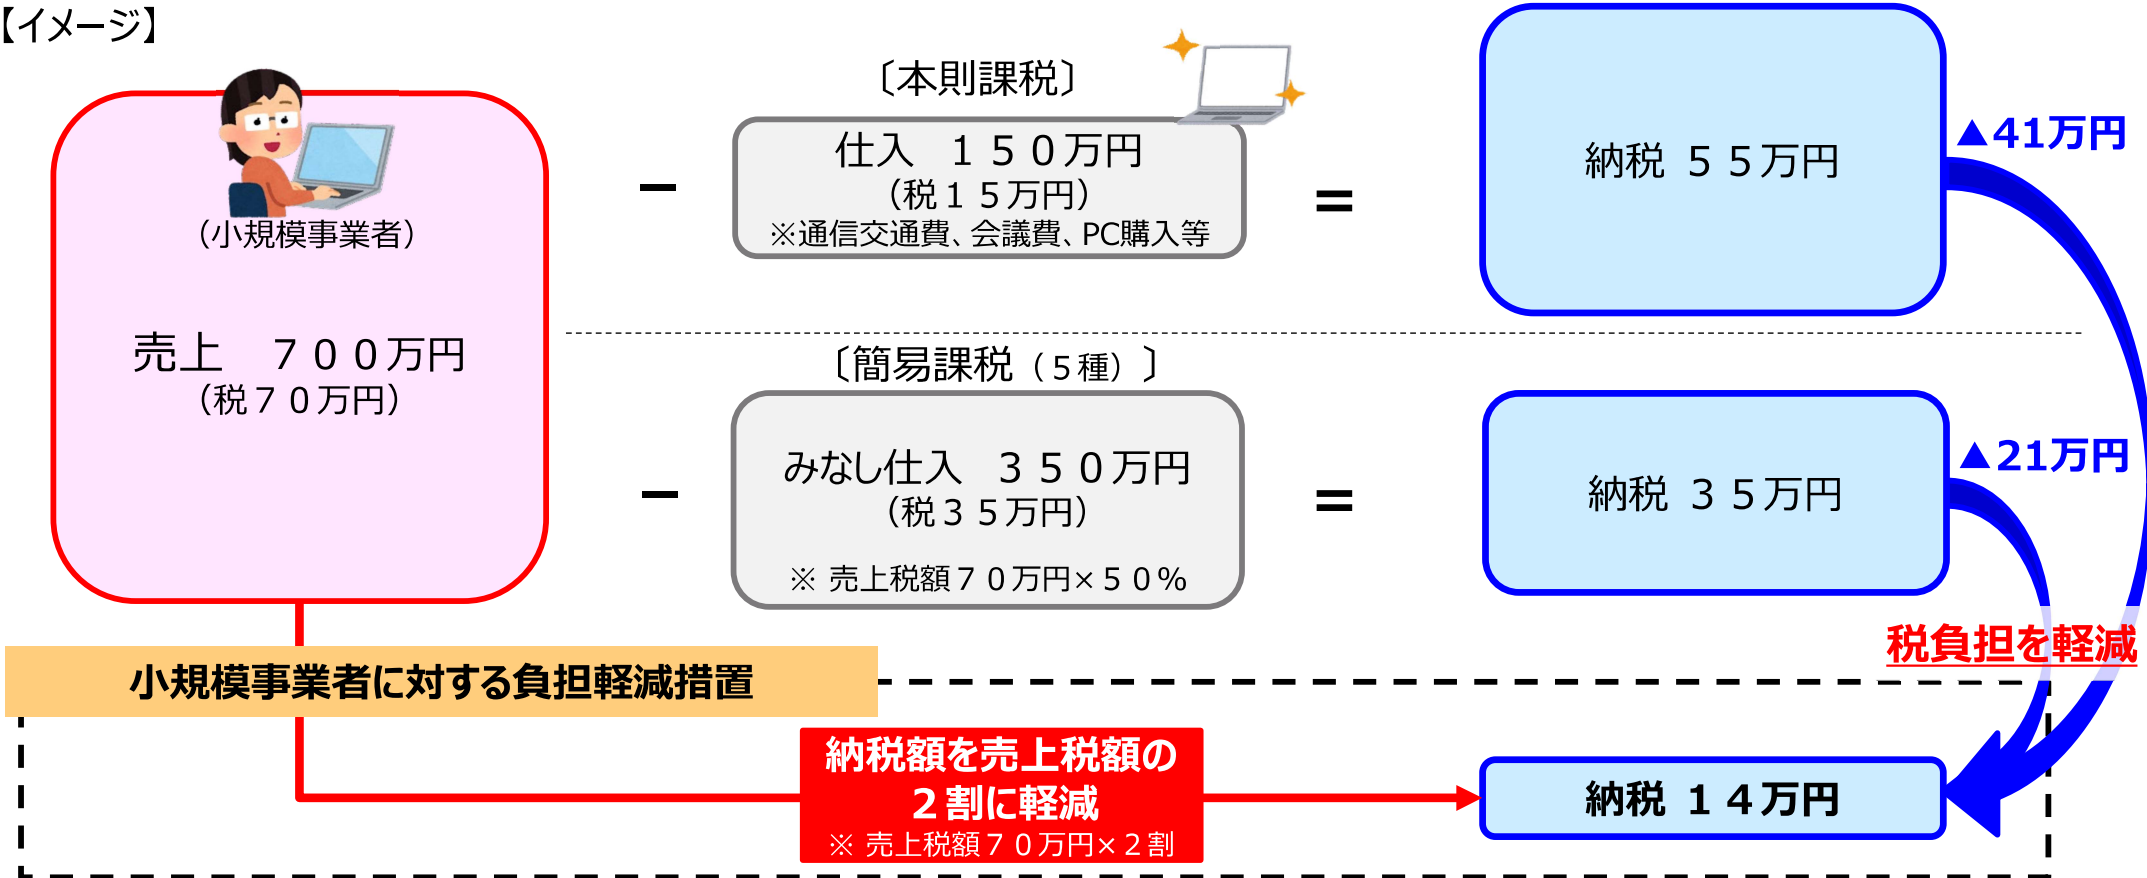 【イメージ】
（小規模事業者）
売上　７００万円
（税７０万円）
〔本則課税〕
－
仕入　１５０万円
（税１５万円）
※通信交通費、会議費、PC購入等
＝
納税 ５５万円
▲41万円
〔簡易課税（５種）〕
－
みなし仕入　３５０万円
（税３５万円）
※ 売上税額７０万円×５０％
＝
納税 ３５万円
▲21万円
税負担を軽減
小規模事業者に対する負担軽減措置
納税額を売上税額の
２割に軽減
※ 売上税額７０万円×２割
納税 １４万円